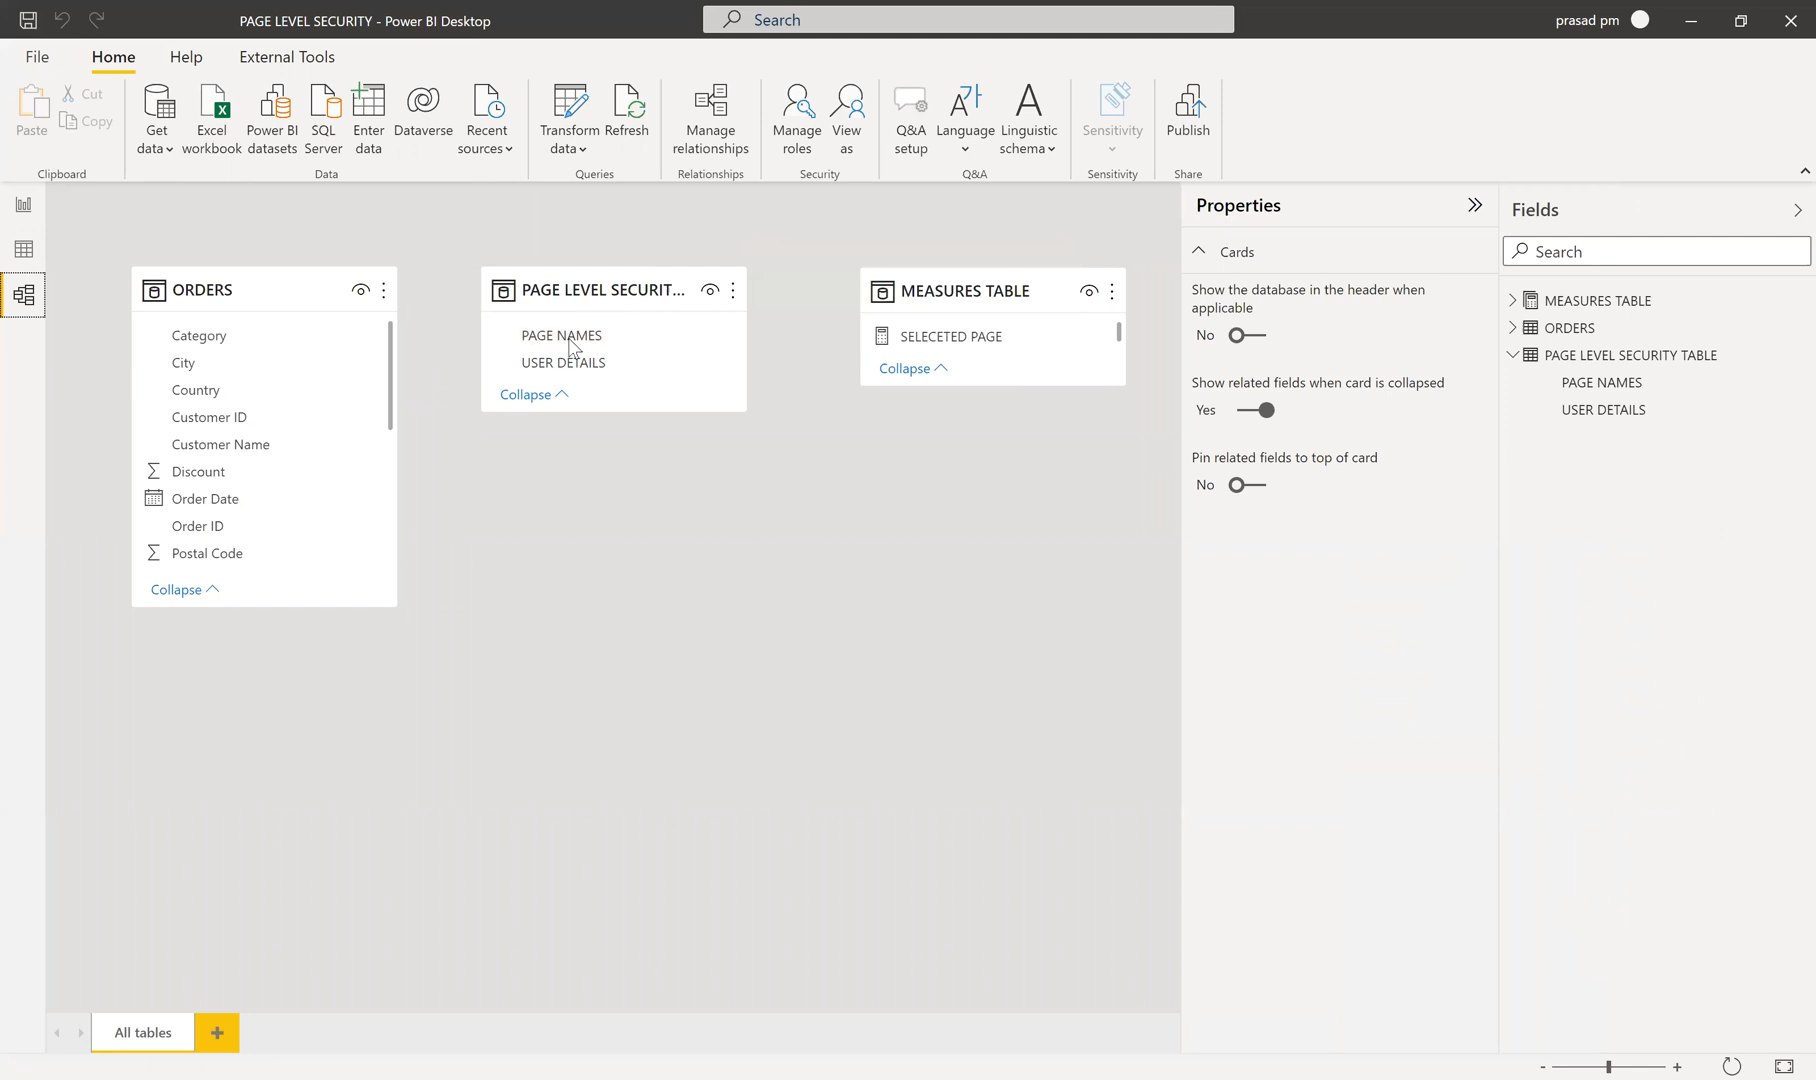 PAGE LEVEL SECURITY - Power BI Desktop
Search
prasad pm
File
Home
Help
External Tools
Paste
Cut
Copy
Get data
Excel workbook
Power BI datasets
SQL Server
Enter data
Dataverse
Recent sources
Transform data
Refresh
Manage relationships
Manage roles
View as
Q&A setup
Language
Linguistic schema
Sensitivity
Publish
Clipboard
Data
Queries
Relationships
Security
Q&A
Sensitivity
Share
ORDERS
Category
City
Country
Customer ID
Customer Name
Discount
Order Date
Order ID
Postal Code
Collapse
PAGE LEVEL SECURIT...
PAGE NAMES
USER DETAILS
Collapse
MEASURES TABLE
SELECETED PAGE
Collapse
Properties
Cards
Show the database in the header when
applicable
No
Show related fields when card is collapsed
Yes
Pin related fields to top of card
No
Fields
Search
MEASURES TABLE
ORDERS
PAGE LEVEL SECURITY TABLE
PAGE NAMES
USER DETAILS
All tables